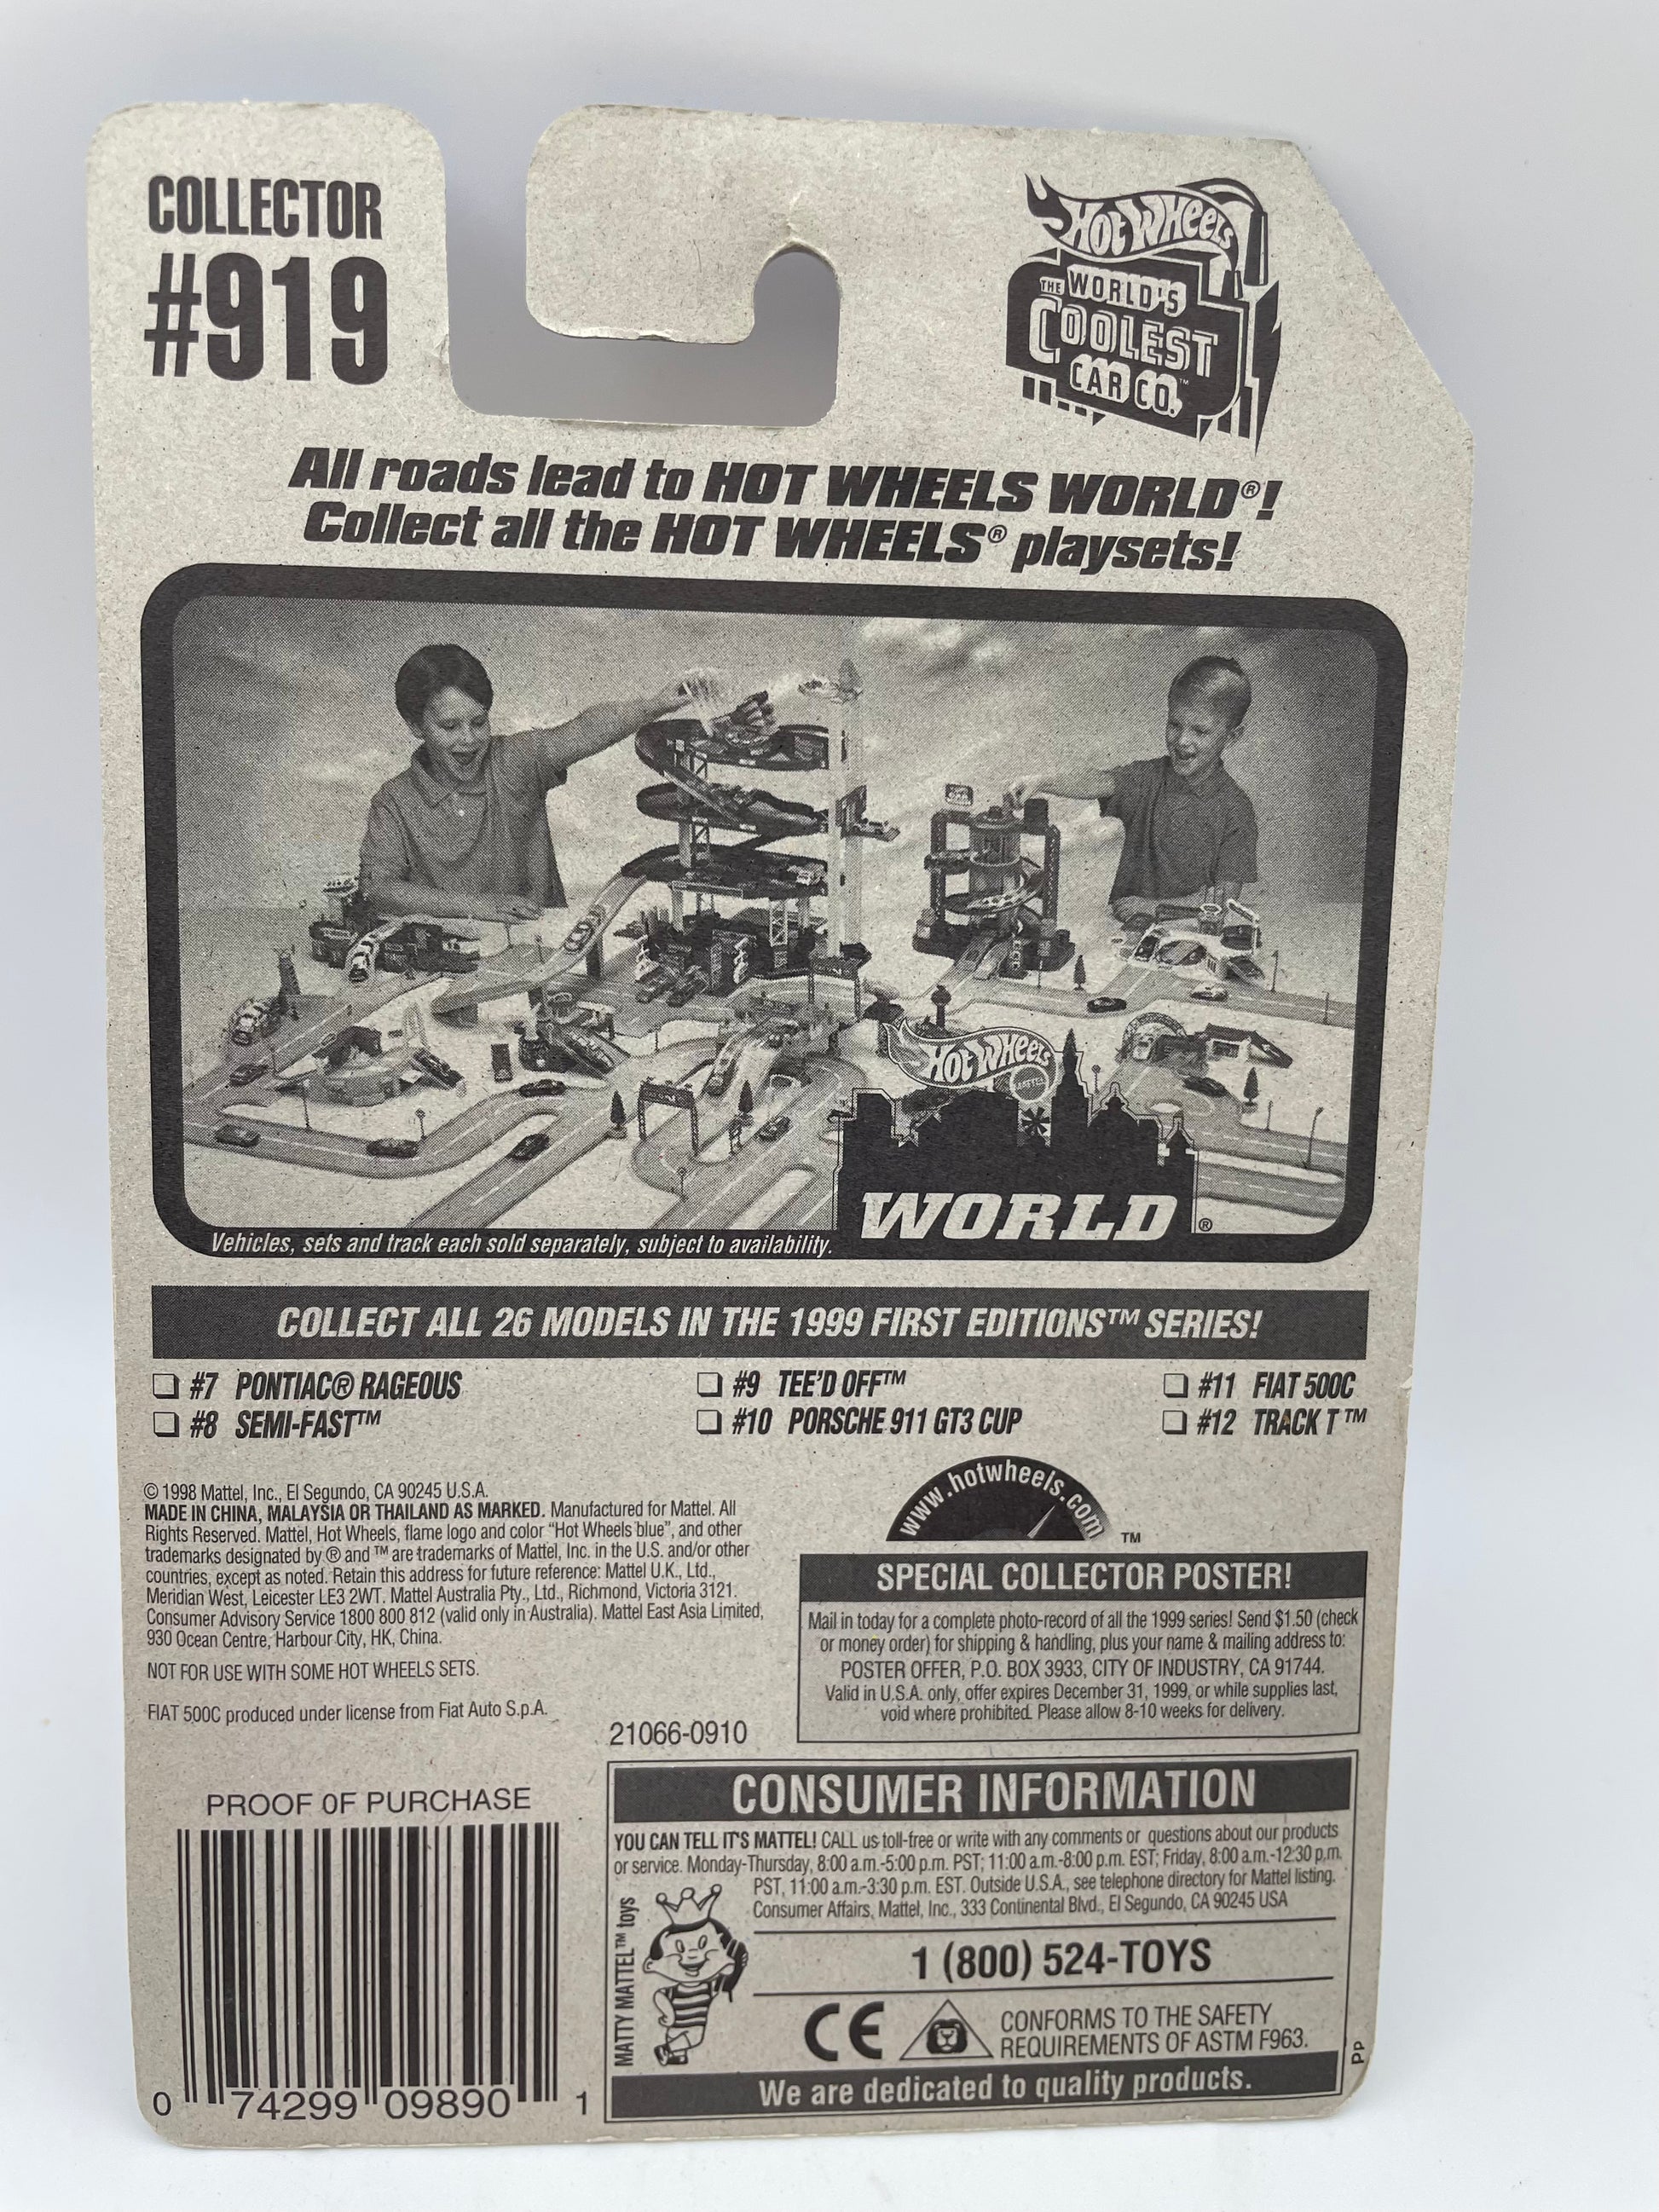 COLLECTOR
#919
HOT WHEELS
THE WORLD'S
COOLEST
CAR CO.™
All roads lead to HOT WHEELS WORLD®!
Collect all the HOT WHEELS® playsets!
HOT WHEELS
MATTEL
WORLD®
Vehicles, sets and track each sold separately, subject to availability.
COLLECT ALL 26 MODELS IN THE 1999 FIRST EDITIONS™ SERIES!
❏ #7 PONTIAC® RAGEOUS
❏ #8 SEMI-FAST™
❏ #9 TEE'D OFF™
❏ #10 PORSCHE 911 GT3 CUP
❏ #11 FIAT 500C
❏ #12 TRACK T™
© 1998 Mattel, Inc., El Segundo, CA 90245 U.S.A.
MADE IN CHINA, MALAYSIA OR THAILAND AS MARKED. Manufactured for Mattel. All
Rights Reserved. Mattel, Hot Wheels, flame logo and color "Hot Wheels blue", and other
trademarks designated by ® and ™ are trademarks of Mattel, Inc. in the U.S. and/or other
countries, except as noted. Retain this address for future reference: Mattel U.K., Ltd.,
Meridian West, Leicester LE3 2WT. Mattel Australia Pty., Ltd., Richmond, Victoria 3121.
Consumer Advisory Service 1800 800 812 (valid only in Australia). Mattel East Asia Limited,
930 Ocean Centre, Harbour City, HK, China.
NOT FOR USE WITH SOME HOT WHEELS SETS.
FIAT 500C produced under license from Fiat Auto S.p.A.
21066-0910
www.hotwheels.com
™
SPECIAL COLLECTOR POSTER!
Mail in today for a complete photo-record of all the 1999 series! Send $1.50 (check
or money order) for shipping & handling, plus your name & mailing address to:
POSTER OFFER, P.O. BOX 3933, CITY OF INDUSTRY, CA 91744.
Valid in U.S.A. only, offer expires December 31, 1999, or while supplies last,
void where prohibited. Please allow 8-10 weeks for delivery.
PROOF OF PURCHASE
0 74299 09890 1
CONSUMER INFORMATION
YOU CAN TELL IT'S MATTEL! CALL us toll-free or write with any comments or questions about our products
or service. Monday-Thursday, 8:00 a.m.-5:00 p.m. PST; 11:00 a.m.-8:00 p.m. EST; Friday, 8:00 a.m.-12:30 p.m.
PST, 11:00 a.m.-3:30 p.m. EST. Outside U.S.A., see telephone directory for Mattel listing.
Consumer Affairs, Mattel, Inc., 333 Continental Blvd., El Segundo, CA 90245 USA
MATTY MATTEL™ toys
1 (800) 524-TOYS
CE
CONFORMS TO THE SAFETY
REQUIREMENTS OF ASTM F963.
We are dedicated to quality products.
PP